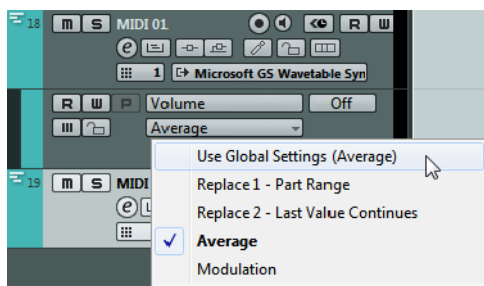 18 m S MIDI 01 R W
e
1 Microsoft GS Wavetable Syn
R W P Volume Off
Average
Use Global Settings (Average)
19 m S MIDI
Replace 1 - Part Range
e
Replace 2 - Last Value Continues
Average
Modulation